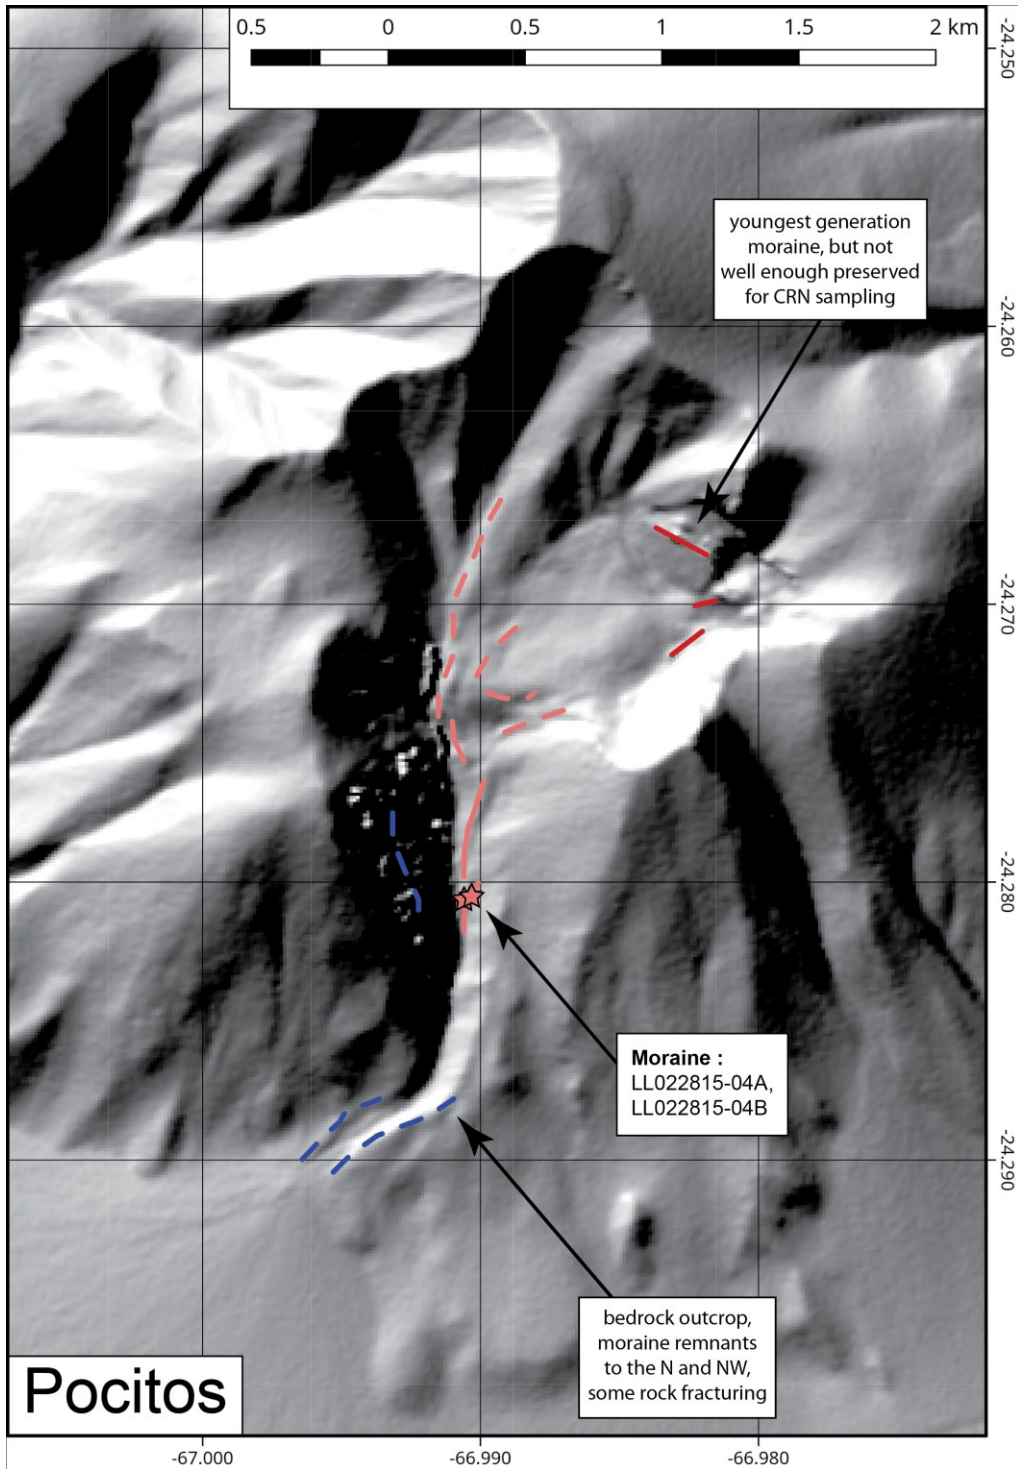 0.5 0 0.5 1 1.5 2 km
-24.250
youngest generation
moraine, but not
well enough preserved
for CRN sampling
-24.260
-24.270
-24.280
Moraine :
LL022815-04A,
LL022815-04B
-24.290
bedrock outcrop,
moraine remnants
to the N and NW,
some rock fracturing
Pocitos
-67.000 -66.990 -66.980